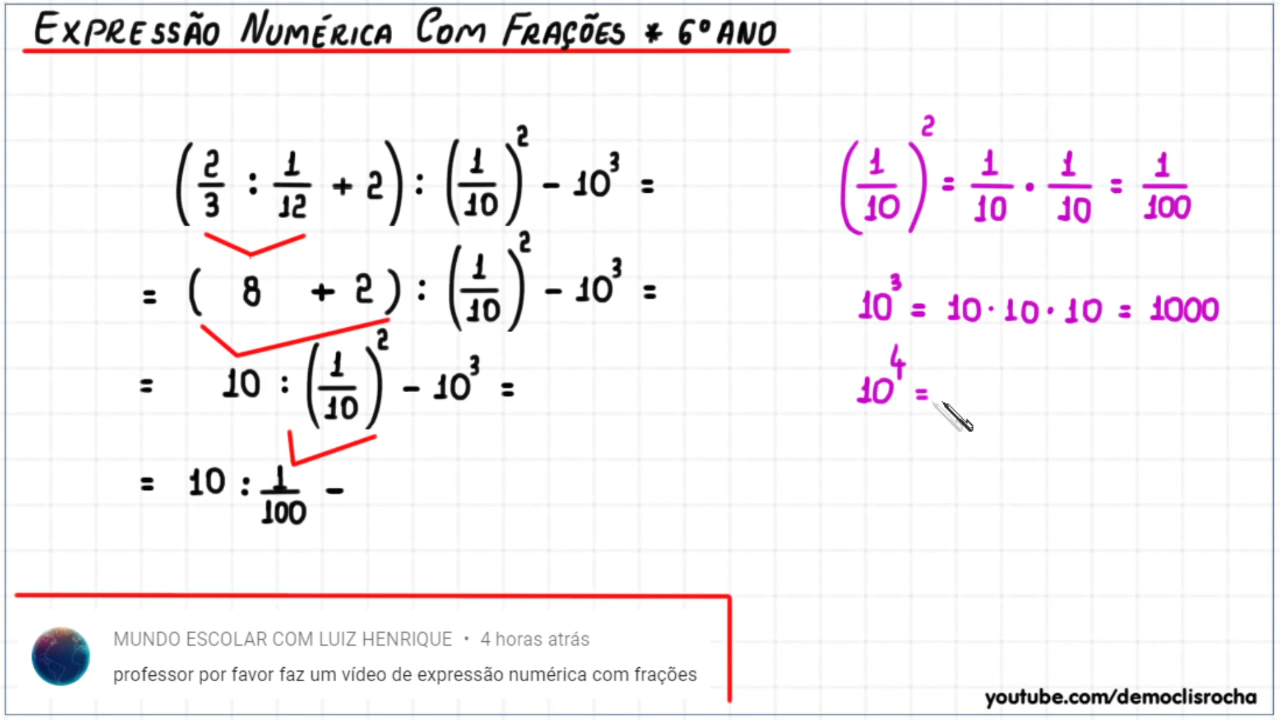 EXPRESSÃO NUMÉRICA COM FRAÇÕES * 6º ANO
(2/3 : 1/12 + 2) : (1/10)² - 10³ =
= ( 8 + 2 ) : (1/10)² - 10³ =
= 10 : (1/10)² - 10³ =
= 10 : 1/100 -
(1/10)² = 1/10 · 1/10 = 1/100
10³ = 10 · 10 · 10 = 1000
10⁴ =
MUNDO ESCOLAR COM LUIZ HENRIQUE • 4 horas atrás
professor por favor faz um vídeo de expressão numérica com frações
youtube.com/democlisrocha